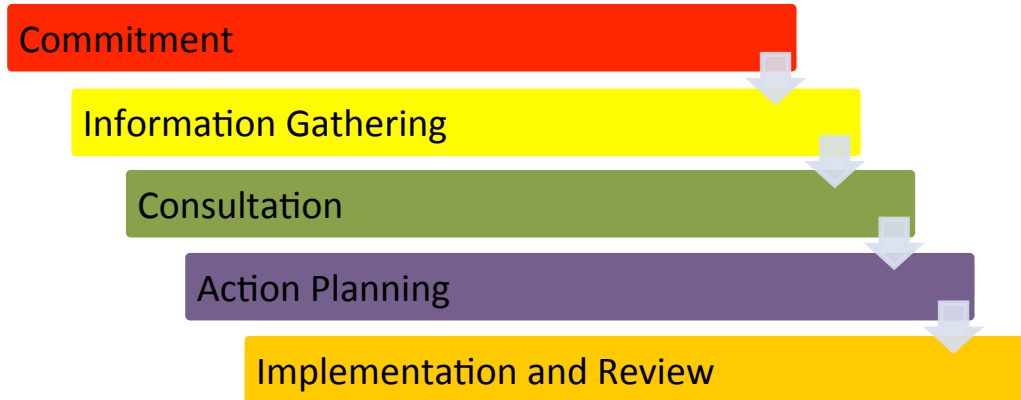 Commitment
Information Gathering
Consultation
Action Planning
Implementation and Review